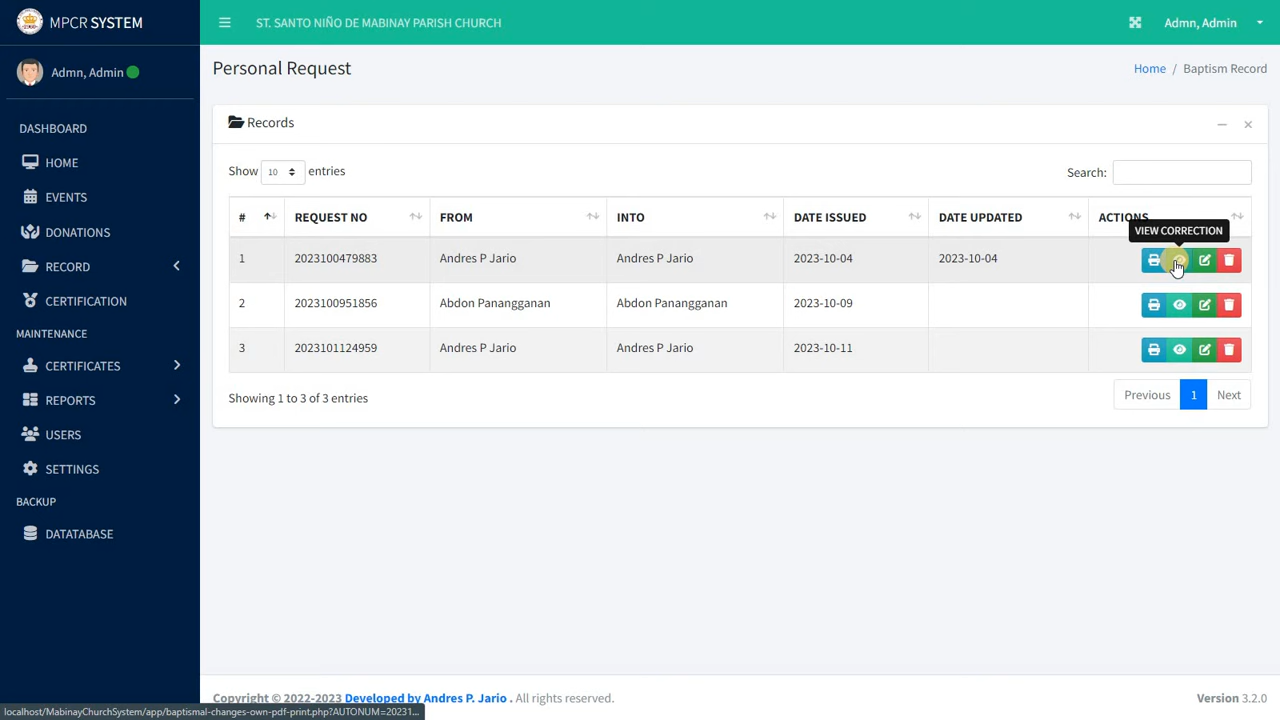 MPCR SYSTEM
ST. SANTO NIÑO DE MABINAY PARISH CHURCH
Admn, Admin
Admn, Admin
Personal Request
Home / Baptism Record
DASHBOARD
HOME
EVENTS
DONATIONS
RECORD
CERTIFICATION
MAINTENANCE
CERTIFICATES
REPORTS
USERS
SETTINGS
BACKUP
DATATABASE
Records
Show 10 entries
Search:
# REQUEST NO FROM INTO DATE ISSUED DATE UPDATED ACTIONS
VIEW CORRECTION
1 2023100479883 Andres P Jario Andres P Jario 2023-10-04 2023-10-04
2 2023100951856 Abdon Panangganan Abdon Panangganan 2023-10-09
3 2023101124959 Andres P Jario Andres P Jario 2023-10-11
Showing 1 to 3 of 3 entries
Previous 1 Next
Copyright © 2022-2023 Developed by Andres P. Jario . All rights reserved.
Version 3.2.0
localhost/MabinayChurchSystem/app/baptismal-changes-own-pdf-print.php?AUTONUM=20231...